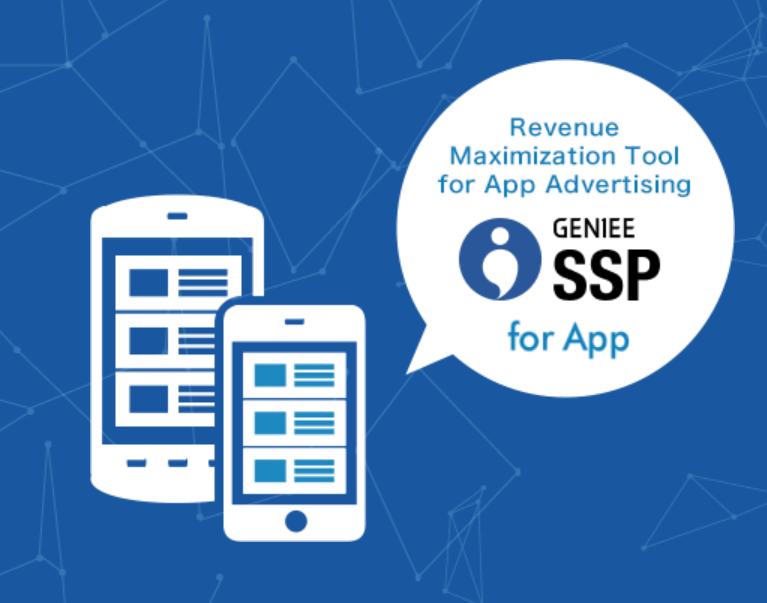 Revenue
Maximization Tool
for App Advertising
GENIEE
SSP
for App